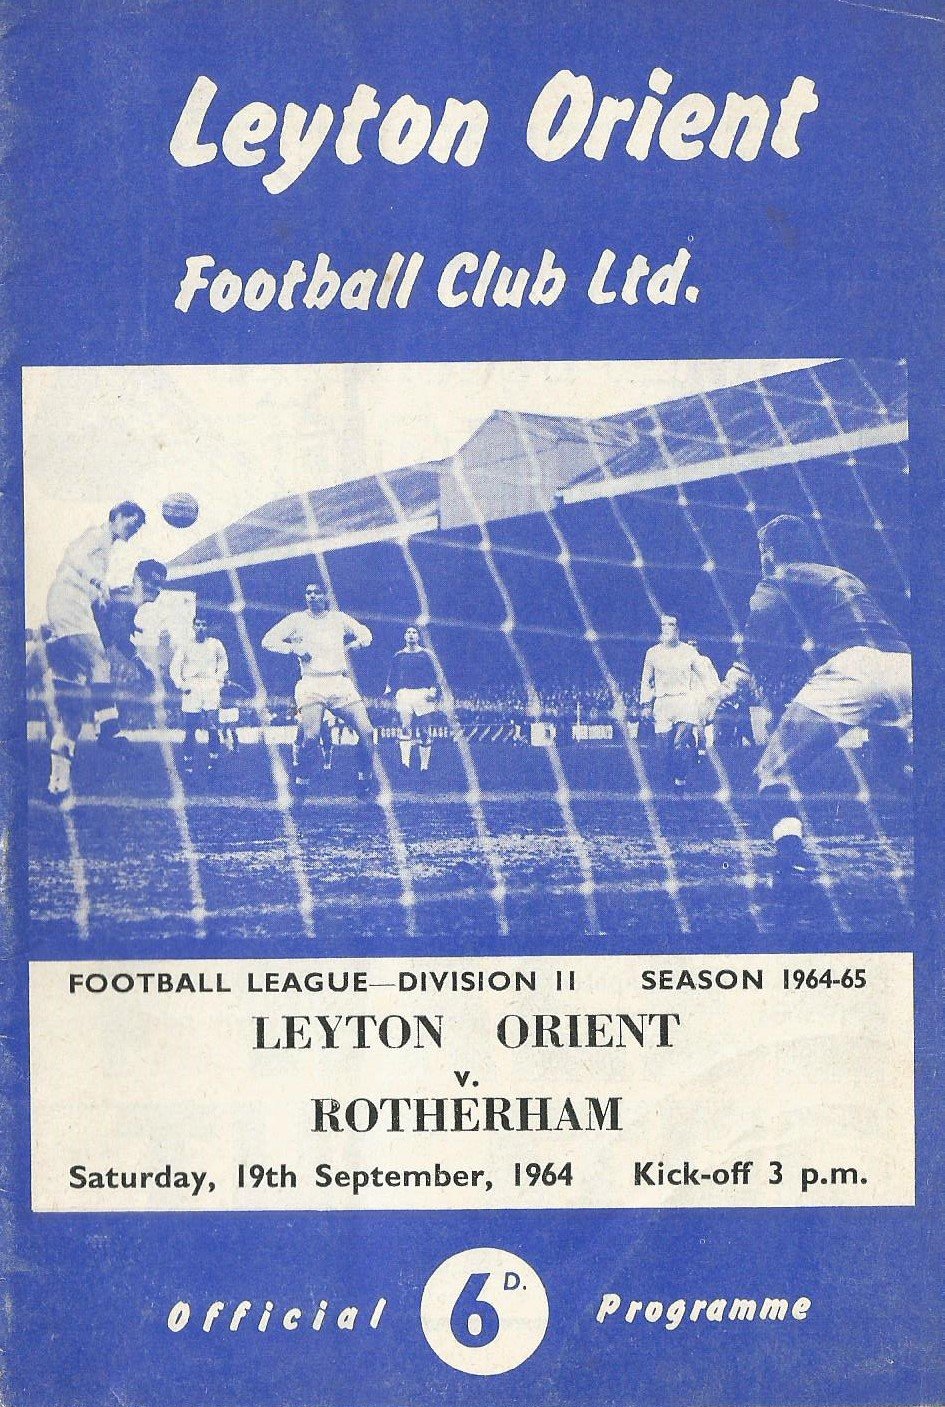 Leyton Orient
Football Club Ltd.
FOOTBALL LEAGUE—DIVISION II SEASON 1964-65
LEYTON ORIENT
v.
ROTHERHAM
Saturday, 19th September, 1964 Kick-off 3 p.m.
Official 6D. Programme